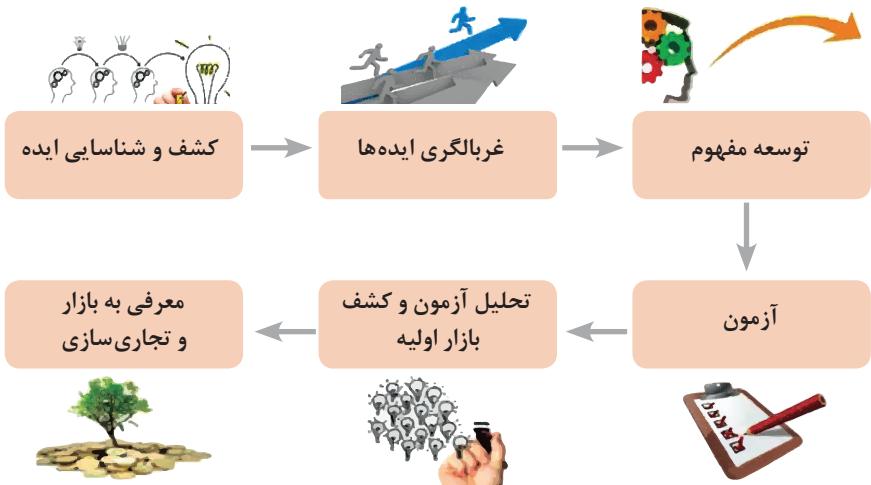 کشف و شناسایی ایده
غربالگری ایده‌ها
توسعه مفهوم
آزمون
تحلیل آزمون و کشف
بازار اولیه
معرفی به بازار
و تجاری‌سازی